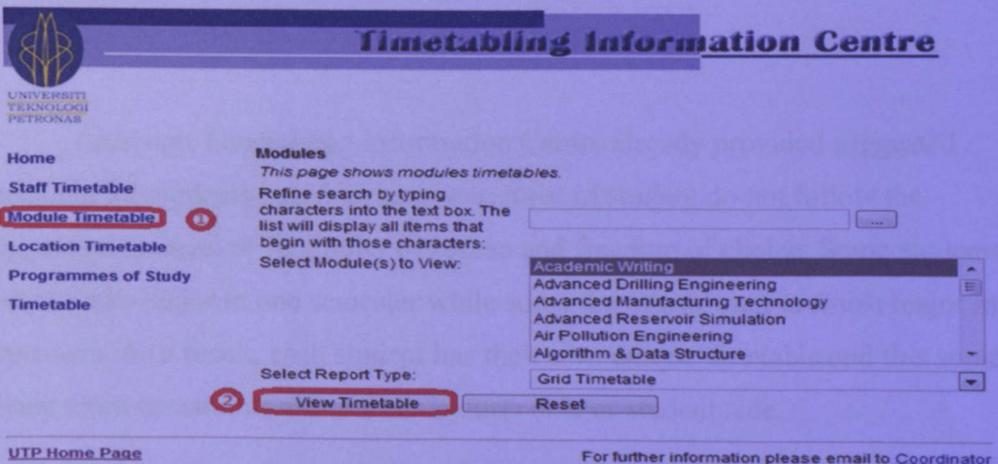 Timetabling Information Centre
UNIVERSITI
TEKNOLOGI
PETRONAS
Home
Staff Timetable
Module Timetable
1
Location Timetable
Programmes of Study
Timetable
Modules
This page shows modules timetables.
Refine search by typing
characters into the text box. The
list will display all items that
begin with those characters:
...
Select Module(s) to View:
Academic Writing
Advanced Drilling Engineering
Advanced Manufacturing Technology
Advanced Reservoir Simulation
Air Pollution Engineering
Algorithm & Data Structure
Select Report Type:
Grid Timetable
2
View Timetable
Reset
UTP Home Page
For further information please email to Coordinator